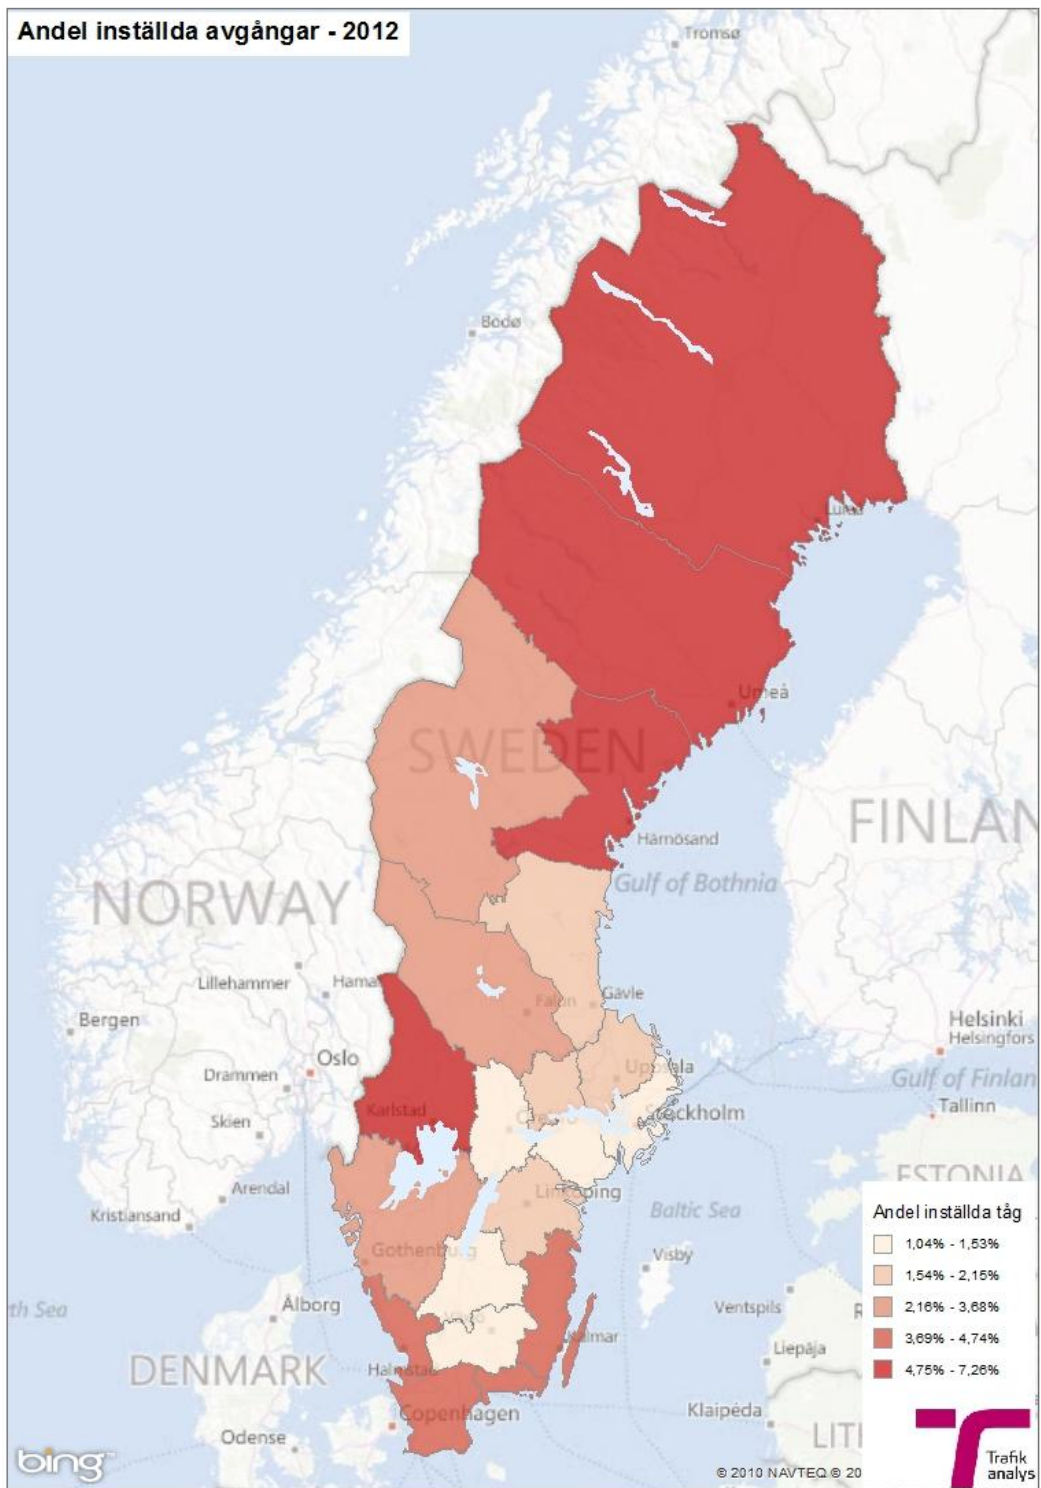 Andel inställda avgångar - 2012
Tromsø
Bodø
Luleå
Umeå
SWEDEN
FINLAN
Härnösand
Gulf of Bothnia
NORWAY
Lillehammer
Hama
Falun
Gävle
Bergen
Helsinki
Helsingfors
Oslo
Uppsala
Drammen
Gulf of Finlan
Karlstad
Stockholm
Tallinn
Skien
ESTONIA
Arendal
Linköping
Kristiansand
Baltic Sea
Gothenburg
Visby
th Sea
Ålborg
Ventspils
R
Kalmar
Liepāja
DENMARK
Halmstad
Copenhagen
Klaipėda
Odense
LITH
Andel inställda tåg
1,04% - 1,53%
1,54% - 2,15%
2,16% - 3,68%
3,69% - 4,74%
4,75% - 7,26%
bing™
© 2010 NAVTEQ © 20
Trafik
analys